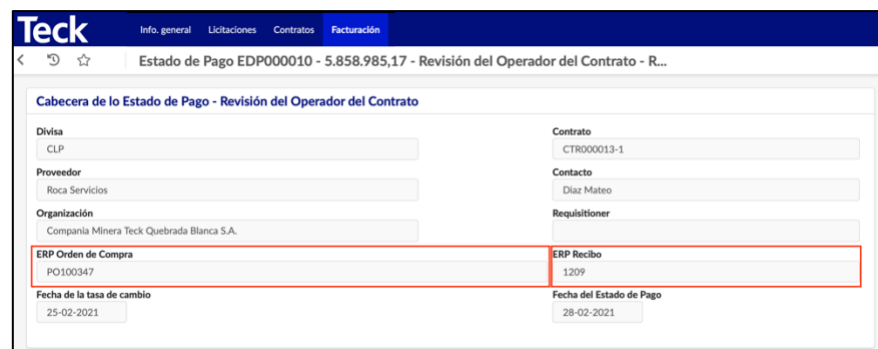 Teck
Info. general Licitaciones Contratos Facturación
Estado de Pago EDP000010 - 5.858.985,17 - Revisión del Operador del Contrato - R...
Cabecera de lo Estado de Pago - Revisión del Operador del Contrato
Divisa Contrato
CLP CTR000013-1
Proveedor Contacto
Roca Servicios Díaz Mateo
Organización Requisitioner
Compania Minera Teck Quebrada Blanca S.A.
ERP Orden de Compra ERP Recibo
PO100347 1209
Fecha de la tasa de cambio Fecha del Estado de Pago
25-02-2021 28-02-2021